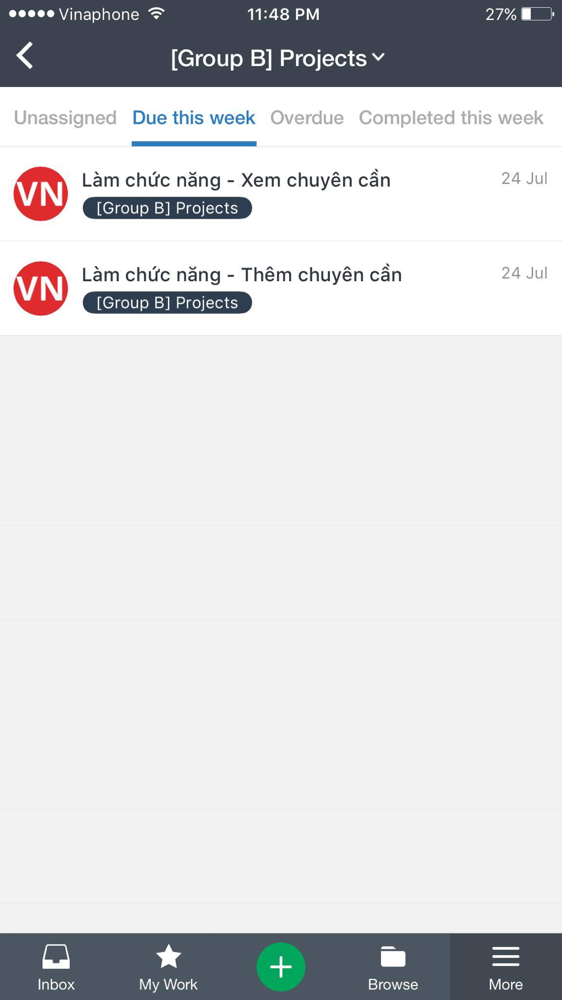 Vinaphone 11:48 PM 27%
[Group B] Projects
Unassigned Due this week Overdue Completed this week
VN Làm chức năng - Xem chuyên cần 24 Jul
[Group B] Projects
VN Làm chức năng - Thêm chuyên cần 24 Jul
[Group B] Projects
Inbox My Work Browse More